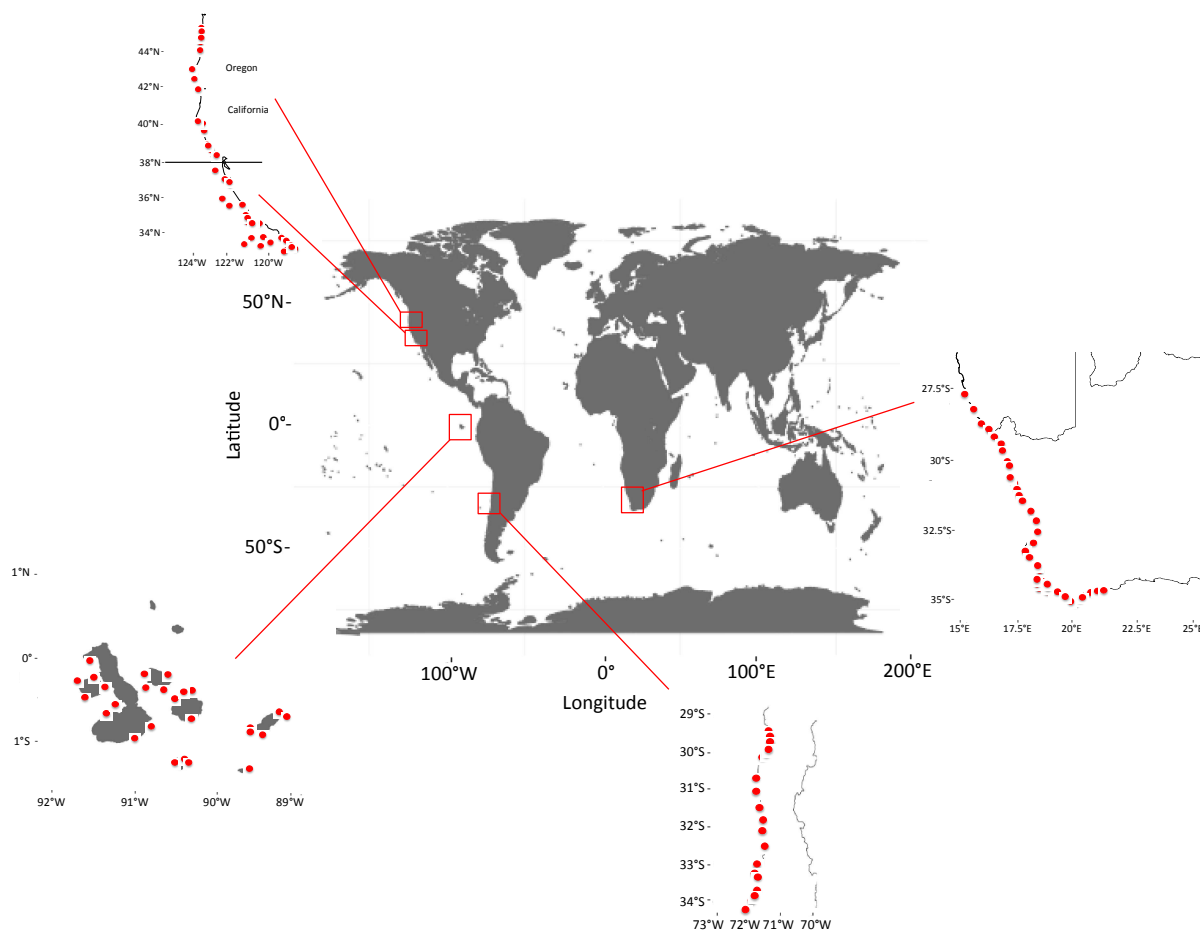 44°N
Oregon
42°N
California
40°N
38°N
36°N
34°N
124°W 122°W 120°W
50°N
0°
50°S
Latitude
100°W 0° 100°E 200°E
Longitude
27.5°S
30°S
32.5°S
35°S
15°E 17.5°E 20°E 22.5°E 25°E
1°N
0°
1°S
92°W 91°W 90°W 89°W
29°S
30°S
31°S
32°S
33°S
34°S
73°W 72°W 71°W 70°W